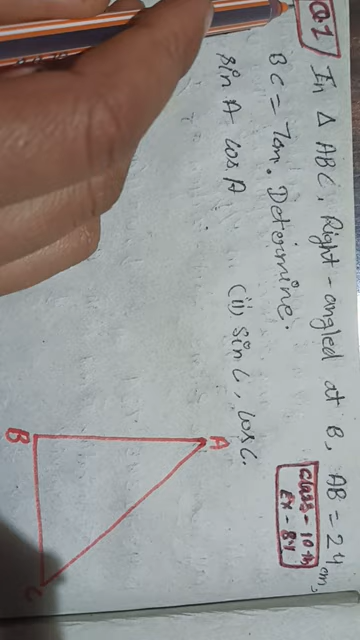 Q.1 In Δ ABC, Right-angled at B, AB = 24 cm,
BC = 7cm. Determine.
sin A cos A (ii) sin C, cos C.
Class - 10th
EX - 8.1
A
B
C